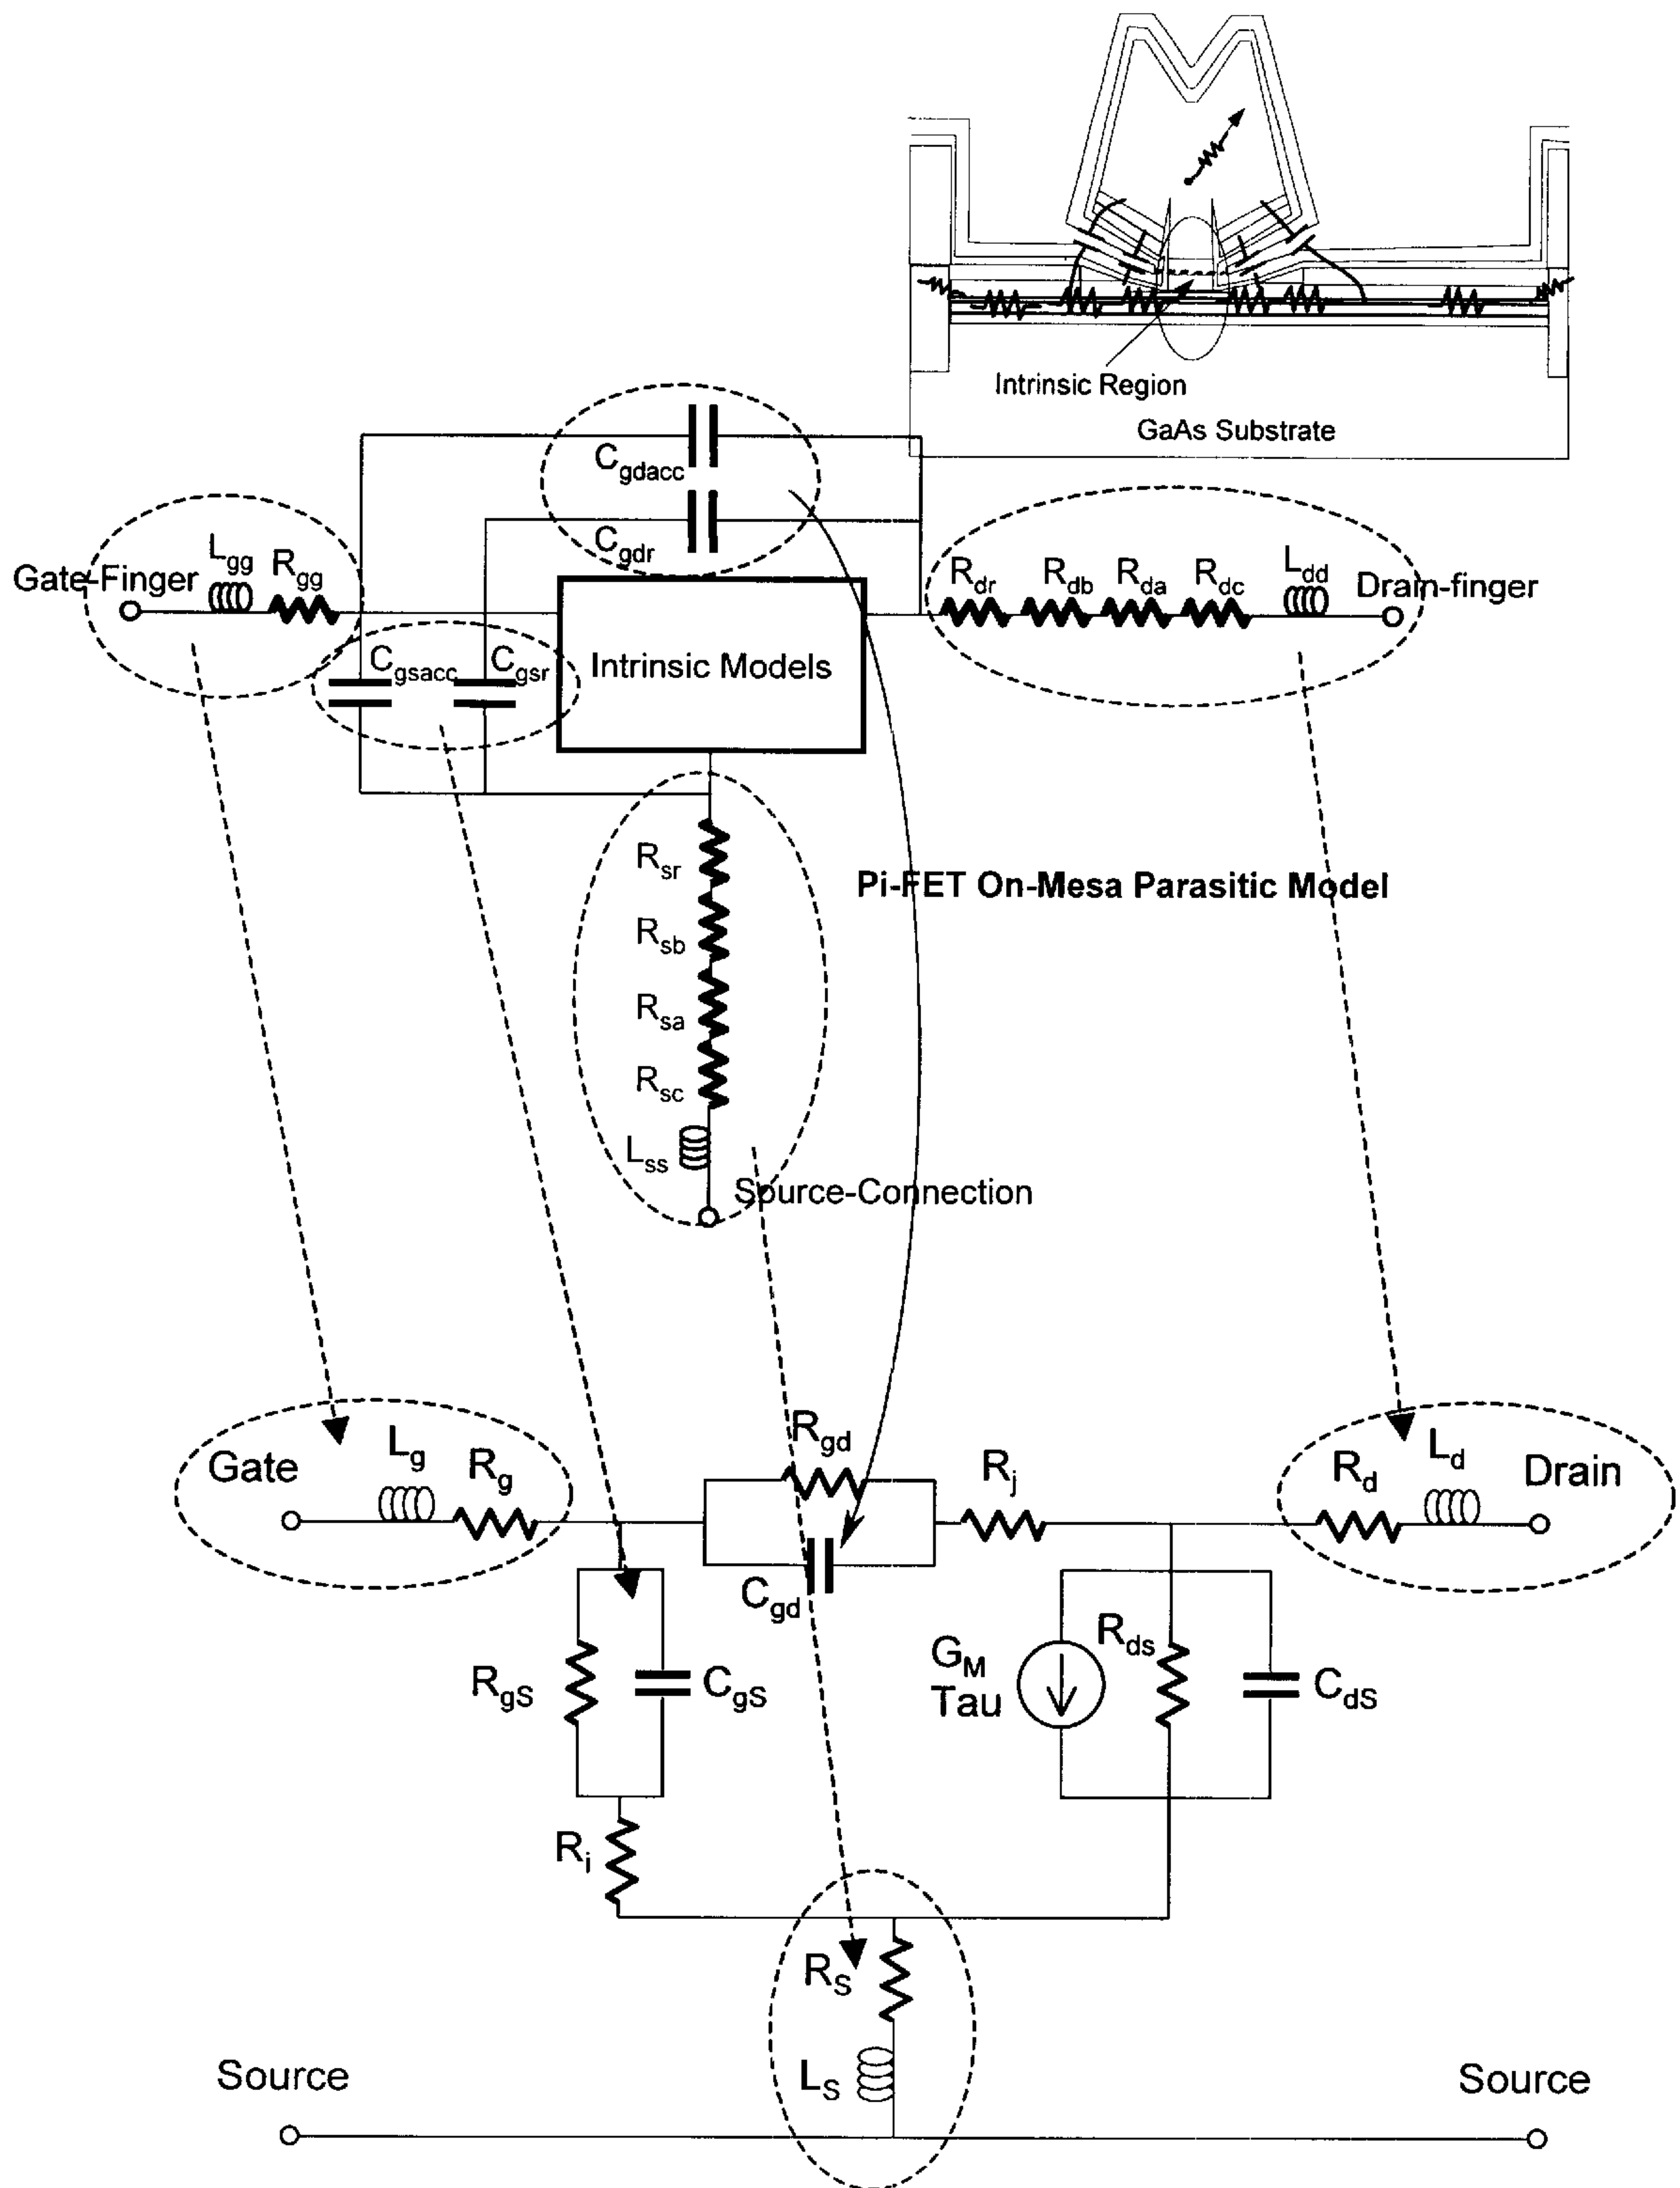 Intrinsic Region
GaAs Substrate
Cgdacc
Cgdr
Gate-Finger
Lgg
Rgg
Rdr
Rdb
Rda
Rdc
Ldd
Drain-finger
Cgsacc
Cgsr
Intrinsic Models
Rsr
Pi-FET On-Mesa Parasitic Model
Rsb
Rsa
Rsc
Lss
Source-Connection
Gate
Lg
Rg
Rgd
Rj
Rd
Ld
Drain
Cgd
RgS
CgS
GM
Tau
Rds
CdS
Ri
RS
LS
Source
Source